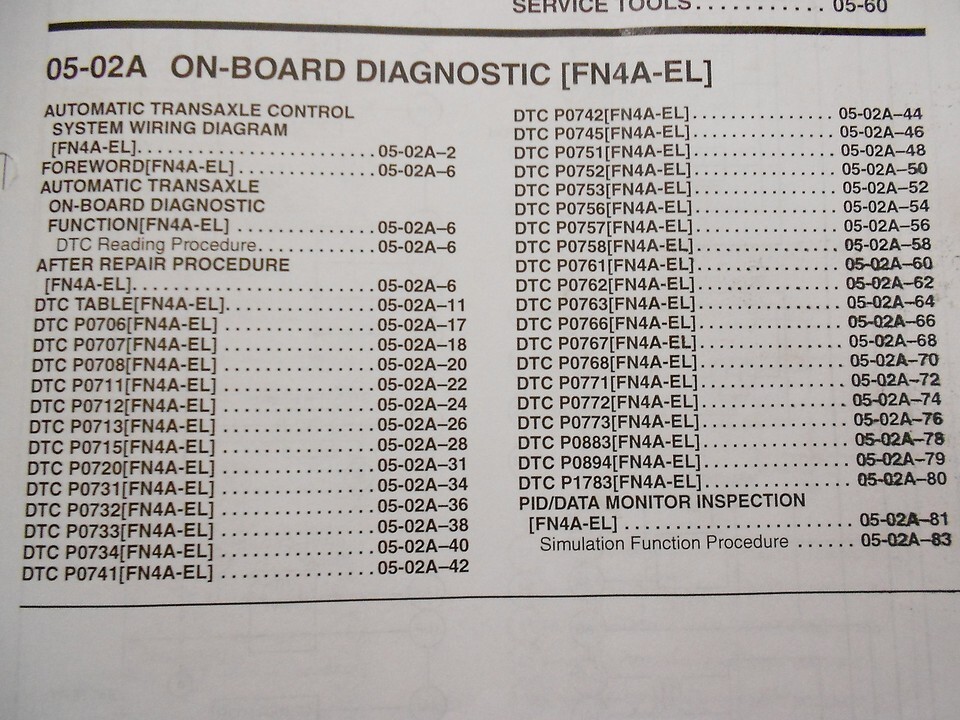 SERVICE TOOLS........... 05-60
05-02A ON-BOARD DIAGNOSTIC [FN4A-EL]
AUTOMATIC TRANSAXLE CONTROL
SYSTEM WIRING DIAGRAM
[FN4A-EL]..................05-02A–2
FOREWORD[FN4A-EL]............05-02A–6
AUTOMATIC TRANSAXLE
ON-BOARD DIAGNOSTIC
FUNCTION[FN4A-EL]............05-02A–6
DTC Reading Procedure..........05-02A–6
AFTER REPAIR PROCEDURE
[FN4A-EL]..................05-02A–6
DTC TABLE[FN4A-EL]............05-02A–11
DTC P0706[FN4A-EL].............05-02A–17
DTC P0707[FN4A-EL].............05-02A–18
DTC P0708[FN4A-EL].............05-02A–20
DTC P0711[FN4A-EL].............05-02A–22
DTC P0712[FN4A-EL].............05-02A–24
DTC P0713[FN4A-EL].............05-02A–26
DTC P0715[FN4A-EL].............05-02A–28
DTC P0720[FN4A-EL].............05-02A–31
DTC P0731[FN4A-EL].............05-02A–34
DTC P0732[FN4A-EL].............05-02A–36
DTC P0733[FN4A-EL].............05-02A–38
DTC P0734[FN4A-EL].............05-02A–40
DTC P0741[FN4A-EL].............05-02A–42
DTC P0742[FN4A-EL].............05-02A–44
DTC P0745[FN4A-EL].............05-02A–46
DTC P0751[FN4A-EL].............05-02A–48
DTC P0752[FN4A-EL].............05-02A–50
DTC P0753[FN4A-EL].............05-02A–52
DTC P0756[FN4A-EL].............05-02A–54
DTC P0757[FN4A-EL].............05-02A–56
DTC P0758[FN4A-EL].............05-02A–58
DTC P0761[FN4A-EL].............05-02A–60
DTC P0762[FN4A-EL].............05-02A–62
DTC P0763[FN4A-EL].............05-02A–64
DTC P0766[FN4A-EL].............05-02A–66
DTC P0767[FN4A-EL].............05-02A–68
DTC P0768[FN4A-EL].............05-02A–70
DTC P0771[FN4A-EL].............05-02A–72
DTC P0772[FN4A-EL].............05-02A–74
DTC P0773[FN4A-EL].............05-02A–76
DTC P0883[FN4A-EL].............05-02A–78
DTC P0894[FN4A-EL].............05-02A–79
DTC P1783[FN4A-EL].............05-02A–80
PID/DATA MONITOR INSPECTION
[FN4A-EL]....................05-02A–81
Simulation Function Procedure......05-02A–83